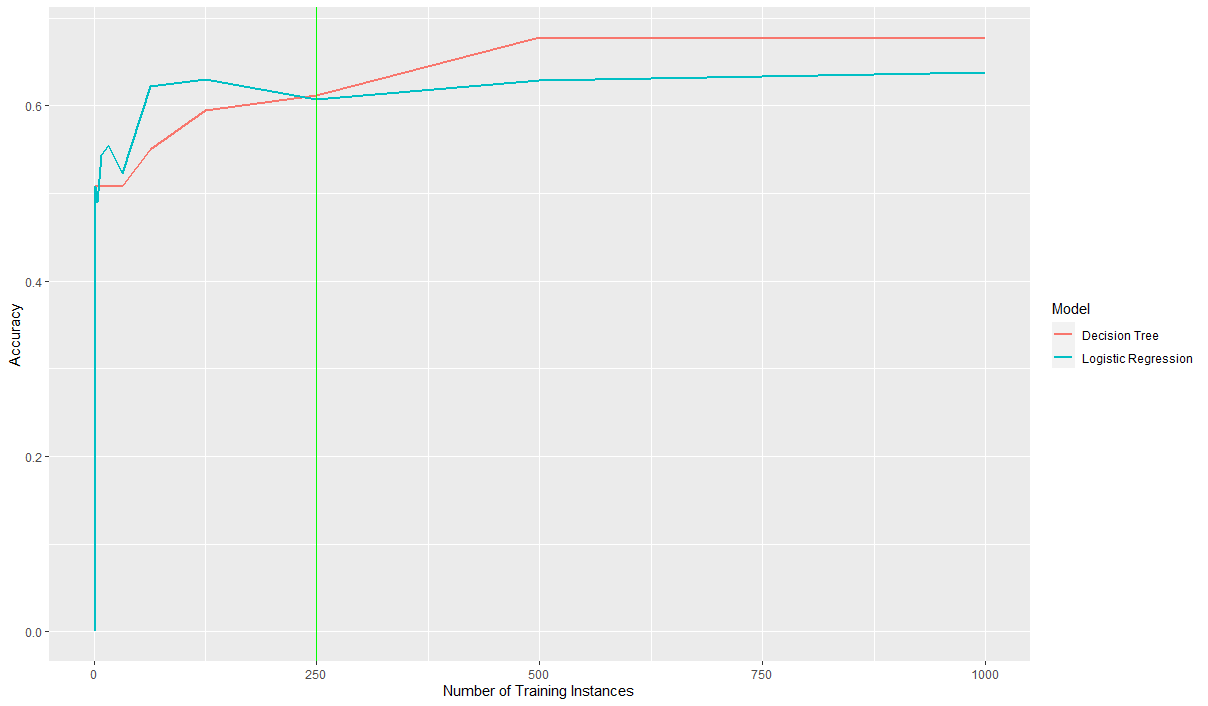 Accuracy
0.6
0.4
0.2
0.0
0
250
500
750
1000
Number of Training Instances
Model
Decision Tree
Logistic Regression